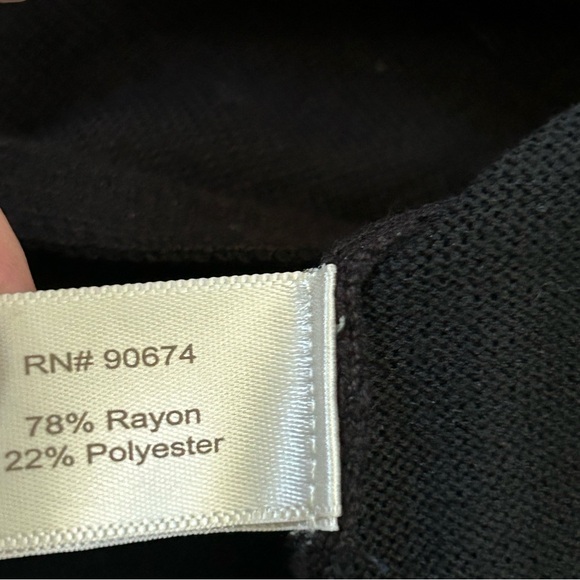 RN# 90674
78% Rayon
22% Polyester